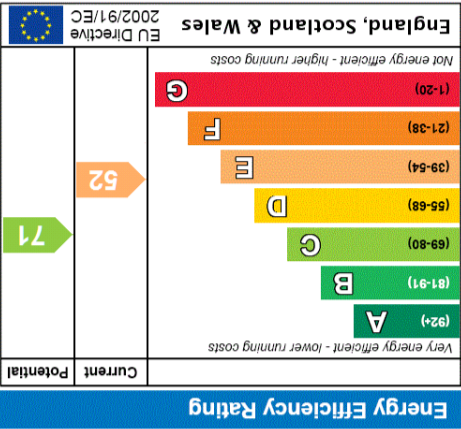 Energy Efficiency Rating
Current Potential
Very energy efficient - lower running costs
(92+) A
(81-91) B
(69-80) C
(55-68) D
(39-54) E
(21-38) F
(1-20) G
52
71
Not energy efficient - higher running costs
England, Scotland & Wales
EU Directive
2002/91/EC